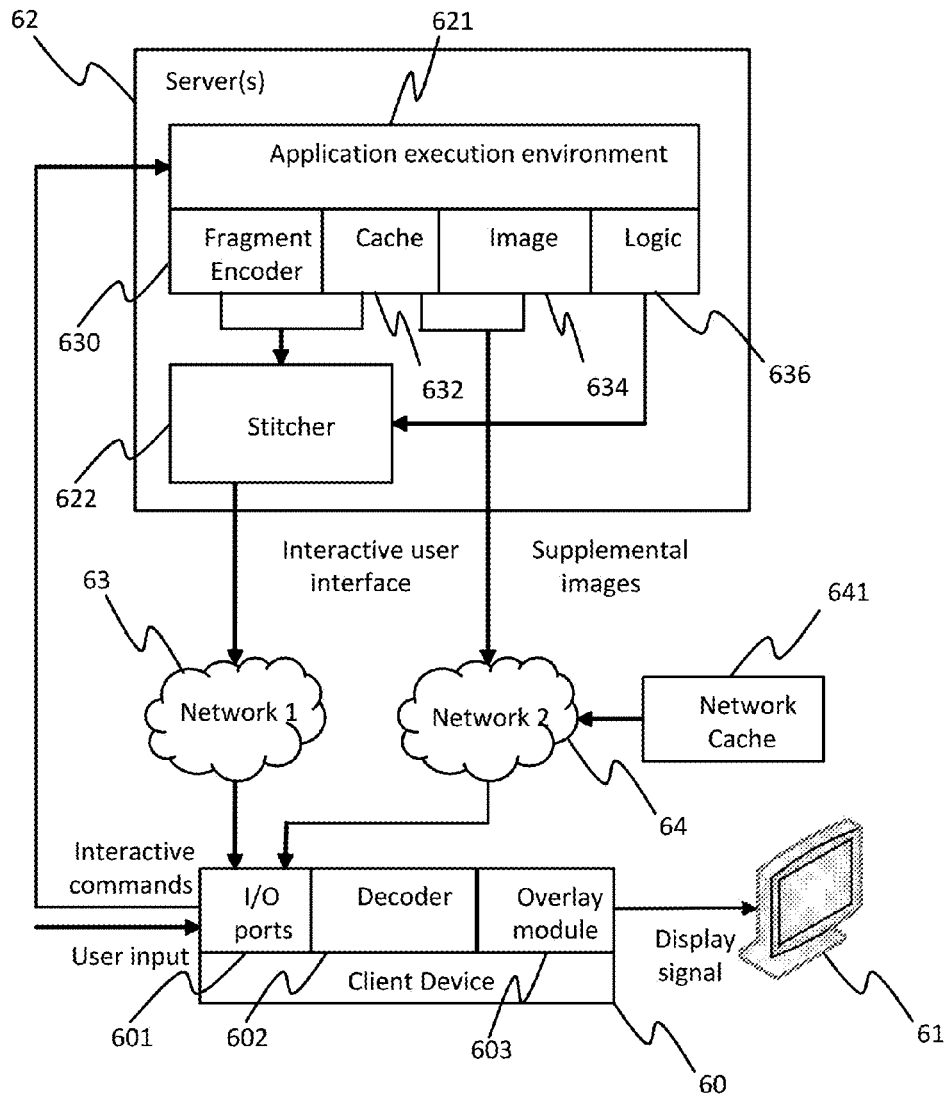 62
621
Server(s)
Application execution environment
Fragment
Encoder
Cache
Image
Logic
630
632
634
636
Stitcher
622
Interactive user
interface
Supplemental
images
63
641
Network 1
Network 2
Network
Cache
64
Interactive
commands
I/O
ports
Decoder
Overlay
module
User input
Display
signal
Client Device
601
602
603
60
61